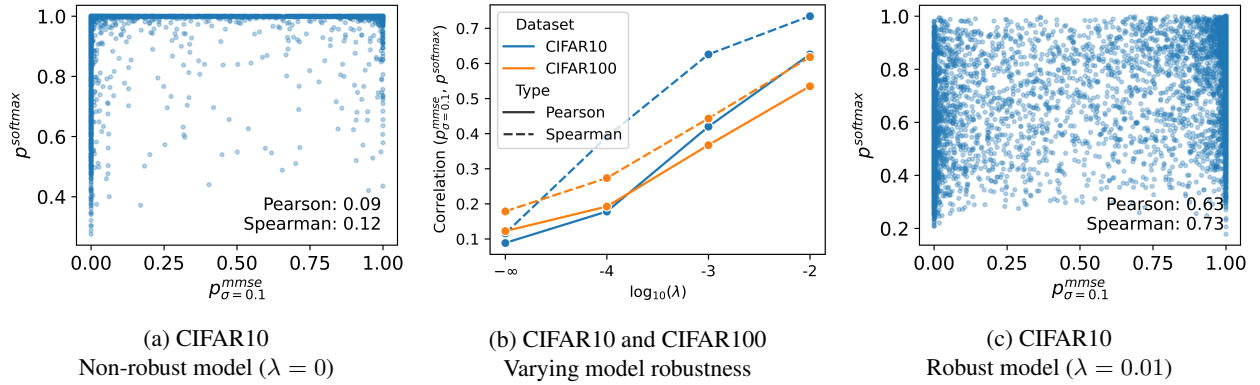 1.0
0.8
0.6
0.4
p^{softmax}
Pearson: 0.09
Spearman: 0.12
0.00 0.25 0.50 0.75 1.00
p^{mmse}_{σ=0.1}
(a) CIFAR10
Non-robust model (λ = 0)
0.7
0.6
0.5
0.4
0.3
0.2
0.1
Correlation (p^{mmse}_{σ=0.1}, p^{softmax})
Dataset
CIFAR10
CIFAR100
Type
Pearson
Spearman
−∞ -4 -3 -2
log₁₀(λ)
(b) CIFAR10 and CIFAR100
Varying model robustness
1.0
0.8
0.6
0.4
0.2
p^{softmax}
Pearson: 0.63
Spearman: 0.73
0.00 0.25 0.50 0.75 1.00
p^{mmse}_{σ=0.1}
(c) CIFAR10
Robust model (λ = 0.01)